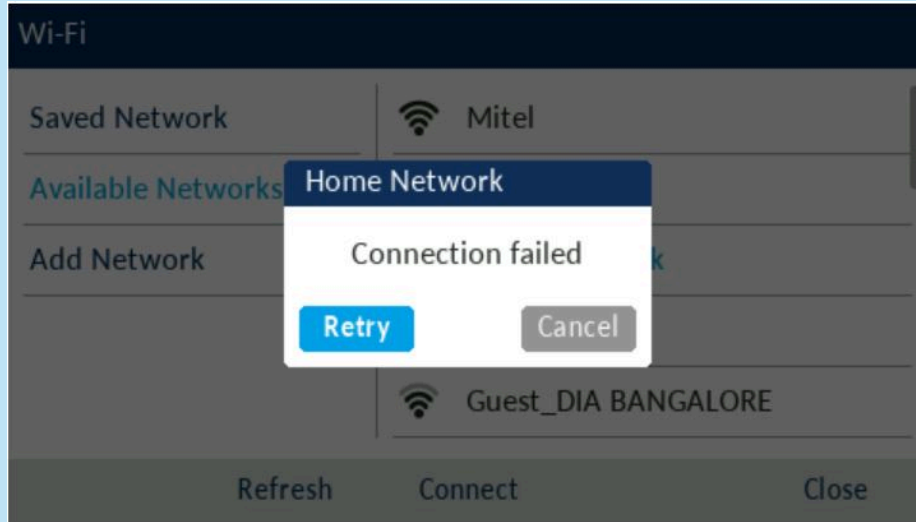 Wi-Fi
Saved Network
Mitel
Available Networks
Home Network
Connection failed
Add Network
k
Retry
Cancel
Guest_DIA BANGALORE
Refresh
Connect
Close